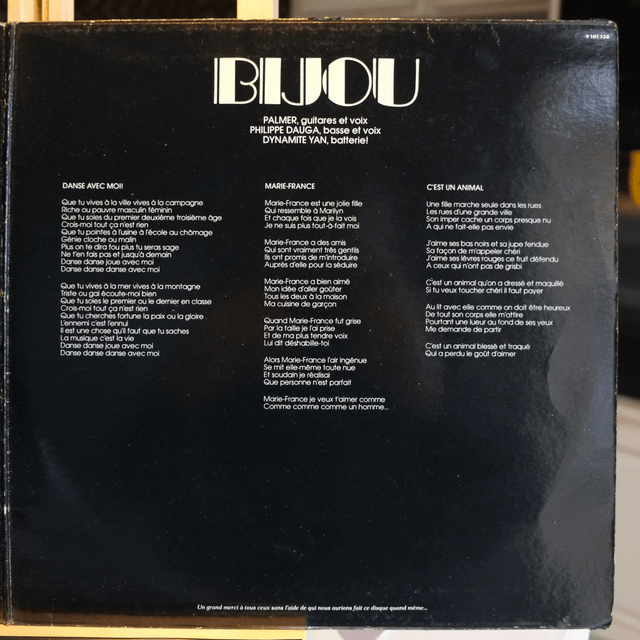 9 101 138
BIJOU
PALMER, guitares et voix
PHILIPPE DAUGA, basse et voix
DYNAMITE YAN, batterie!
DANSE AVEC MOI!
Que tu vives à la ville vives à la campagne
Riche ou pauvre masculin féminin
Que tu soies du premier deuxième troisième âge
Crois-moi tout ça n'est rien
Que tu pointes à l'usine à l'école au chômage
Génie cloche ou malin
Plus on te dira fou plus tu seras sage
Ne t'en fais pas et jusqu'à demain
Danse danse joue avec moi
Danse danse danse avec moi
Que tu vives à la mer vives à la montagne
Triste ou gai écoute-moi bien
Que tu soies le premier ou le dernier en classe
Crois-moi tout ça n'est rien
Que tu cherches fortune la paix ou la gloire
L'ennemi c'est l'ennui
Il est une chose qu'il faut que tu saches
La musique c'est la vie
Danse danse joue avec moi
Danse danse danse avec moi
MARIE-FRANCE
Marie-France est une jolie fille
Qui ressemble à Marilyn
Et chaque fois que je la vois
Je ne suis plus tout-à-fait moi
Marie-France a des amis
Qui sont vraiment très gentils
Ils ont promis de m'introduire
Auprès d'elle pour la séduire
Marie-France a bien aimé
Mon idée d'aller goûter
Tous les deux à la maison
Ma cuisine de garçon
Quand Marie-France fut grise
Par la taille je l'ai prise
Et de ma plus tendre voix
Lui dit déshabille-toi
Alors Marie-France l'air ingénue
Se mit elle-même toute nue
Et soudain je réalisai
Que personne n'est parfait
Marie-France je veux t'aimer comme
Comme comme comme un homme...
C'EST UN ANIMAL
Une fille marche seule dans les rues
Les rues d'une grande ville
Son imper cache un corps presque nu
A qui ne fait-elle pas envie
J'aime ses bas noirs et sa jupe fendue
Sa façon de m'appeler chéri
J'aime ses lèvres rouges ce fruit défendu
A ceux qui n'ont pas de grisbi
C'est un animal qu'on a dressé et maquillé
Si tu veux toucher chéri il faut payer
Au lit avec elle comme on doit être heureux
De tout son corps elle m'attire
Pourtant une lueur au fond de ses yeux
Me demande de partir
C'est un animal blessé et traqué
Qui a perdu le goût d'aimer
Un grand merci à tous ceux sans l'aide de qui nous aurions fait ce disque quand même...